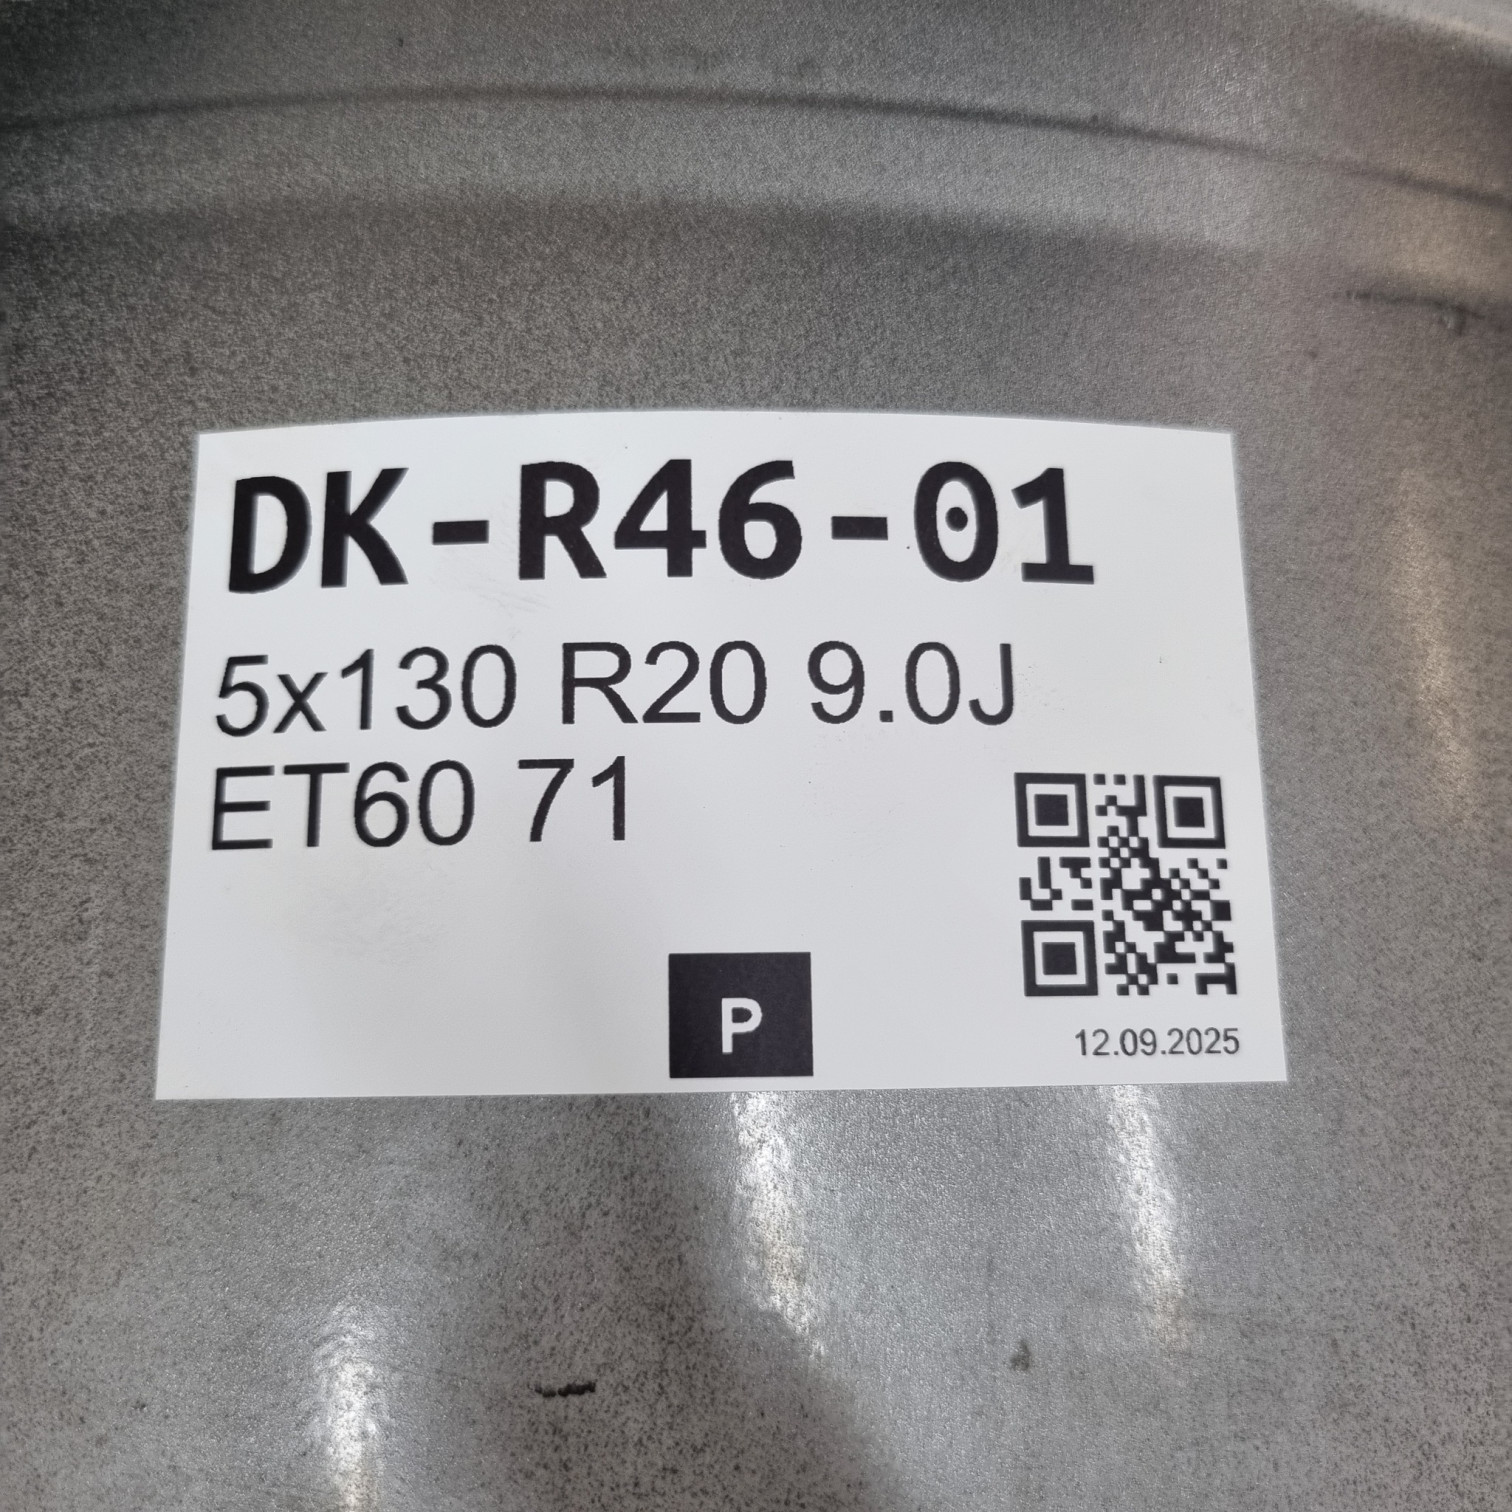 DK-R46-01
5x130 R20 9.0J
ET60 71
P
12.09.2025